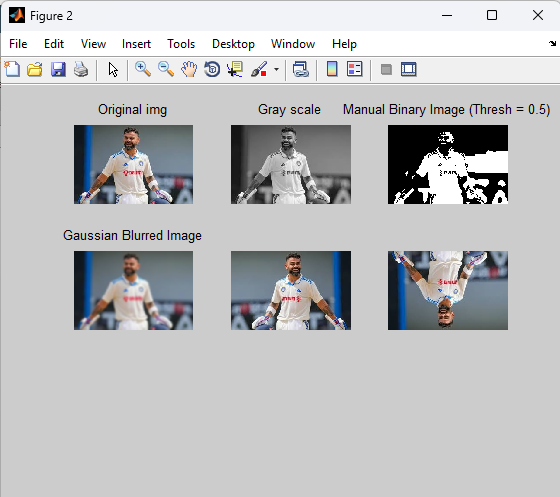 Figure 2
File Edit View Insert Tools Desktop Window Help
Original img
Gray scale
Manual Binary Image (Thresh = 0.5)
Gaussian Blurred Image